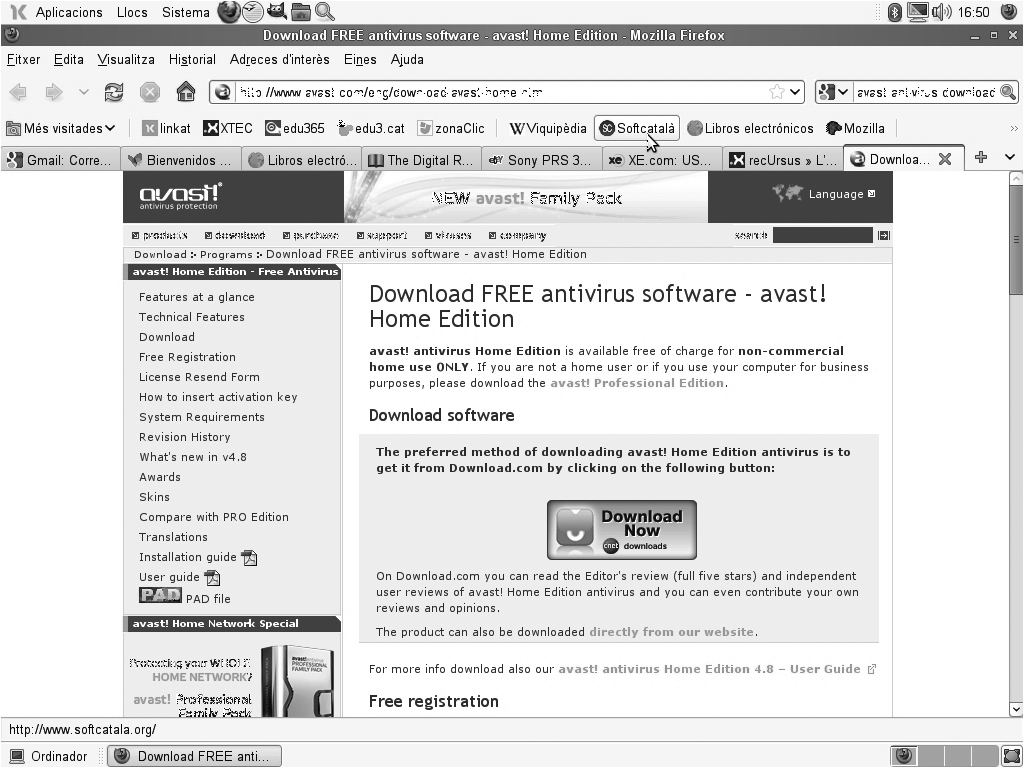 Aplicacions Llocs Sistema 16:50
Download FREE antivirus software - avast! Home Edition - Mozilla Firefox
Fitxer Edita Visualitza Historial Adreces d'interès Eines Ajuda
http://www.avast.com/eng/download-avast-home.htm avast antivirus download
Més visitades linkat XTEC edu365 edu3.cat zonaClic Viquipèdia Softcatalà Libros electrónicos Mozilla
Gmail: Corre... Bienvenidos ... Libros electró... The Digital R... Sony PRS 3... XE.com: US... recUrsus » L'... Downloa...
avast!
antivirus protection
NEW avast! Family Pack
Language
products download purchase support viruses company search
Download > Programs > Download FREE antivirus software - avast! Home Edition
avast! Home Edition - Free Antivirus
Features at a glance
Technical Features
Download
Free Registration
License Resend Form
How to insert activation key
System Requirements
Revision History
What's new in v4.8
Awards
Skins
Compare with PRO Edition
Translations
Installation guide
User guide
PAD PAD file
avast! Home Network Special
Protecting your WHOLE
HOME NETWORK?
avast! Professional
Family Pack
avast! ANTIVIRUS
PROFESSIONAL
FAMILY PACK
Download FREE antivirus software - avast!
Home Edition
avast! antivirus Home Edition is available free of charge for non-commercial
home use ONLY. If you are not a home user or if you use your computer for business
purposes, please download the avast! Professional Edition.
Download software
The preferred method of downloading avast! Home Edition antivirus is to
get it from Download.com by clicking on the following button:
Download
Now
cnet downloads
On Download.com you can read the Editor's review (full five stars) and independent
user reviews of avast! Home Edition antivirus and you can even contribute your own
reviews and opinions.
The product can also be downloaded directly from our website.
For more info download also our avast! antivirus Home Edition 4.8 – User Guide
Free registration
http://www.softcatala.org/
Ordinador Download FREE anti...